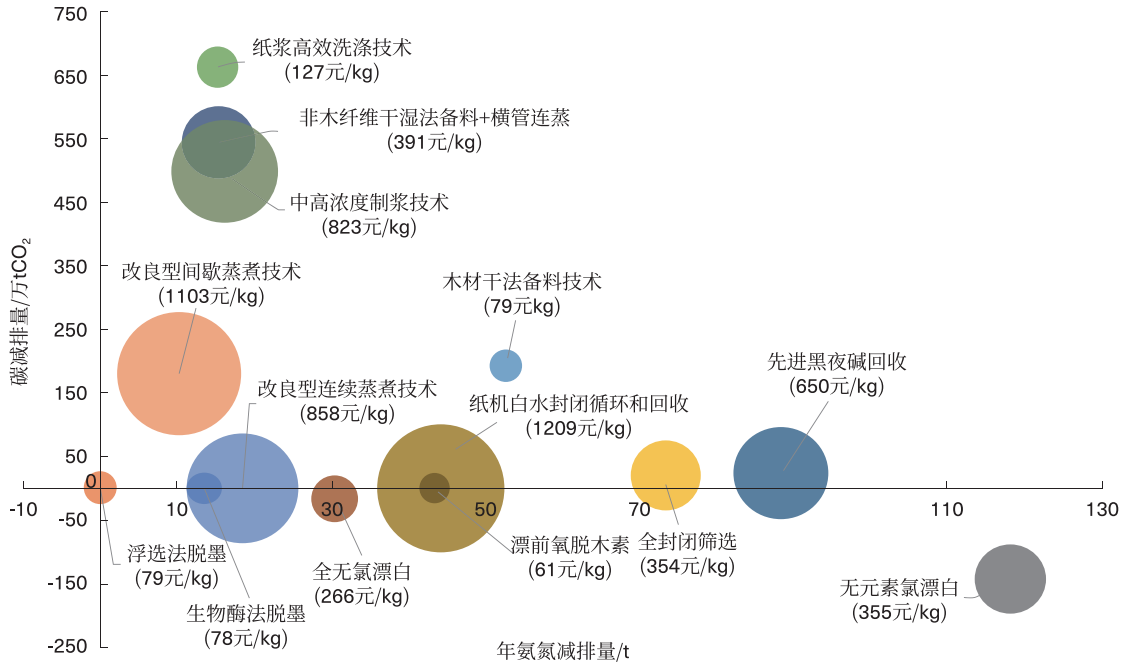 750
纸浆高效洗涤技术
(127元/kg)
650
非木纤维干湿法备料+横管连蒸
(391元/kg)
550
中高浓度制浆技术
(823元/kg)
450
350
改良型间歇蒸煮技术
(1103元/kg)
木材干法备料技术
(79元kg)
250
先进黑夜碱回收
(650元/kg)
150
改良型连续蒸煮技术
(858元/kg)
纸机白水封闭循环和回收
(1209元/kg)
50
0
-10
10
30
50
70
110
130
-50
漂前氧脱木素
(61元/kg)
全封闭筛选
(354元/kg)
浮选法脱墨
(79元/kg)
全无氯漂白
(266元/kg)
无元素氯漂白
(355元/kg)
-150
生物酶法脱墨
(78元/kg)
-250
年氨氮减排量/t
碳减排量/万tCO₂